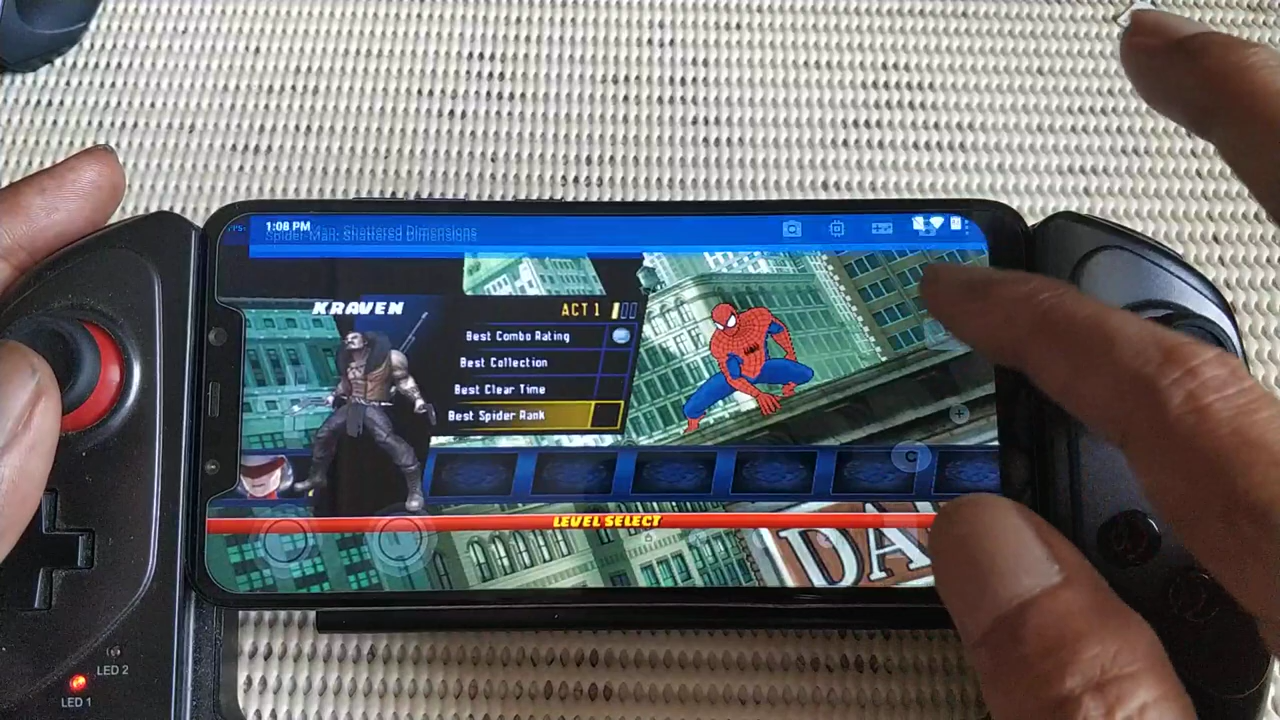 1:08 PM
Spider-Man: Shattered Dimensions
KRAVEN
ACT 1
Best Combo Rating
Best Collection
Best Clear Time
Best Spider Rank
C
LEVEL SELECT
DA
LED 2
LED 1